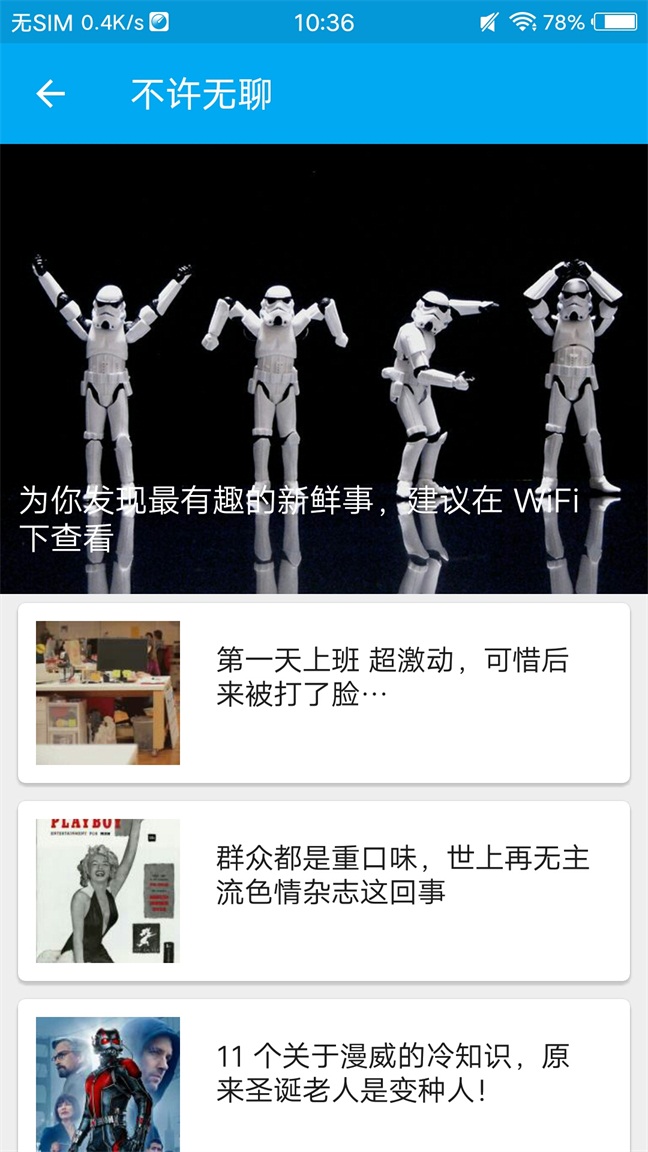 无SIM 0.4K/s 10:36 78%
不许无聊
为你发现最有趣的新鲜事，建议在 WiFi
下查看
第一天上班 超激动，可惜后
来被打了脸…
PLAYBOY
群众都是重口味，世上再无主
流色情杂志这回事
11 个关于漫威的冷知识，原
来圣诞老人是变种人！